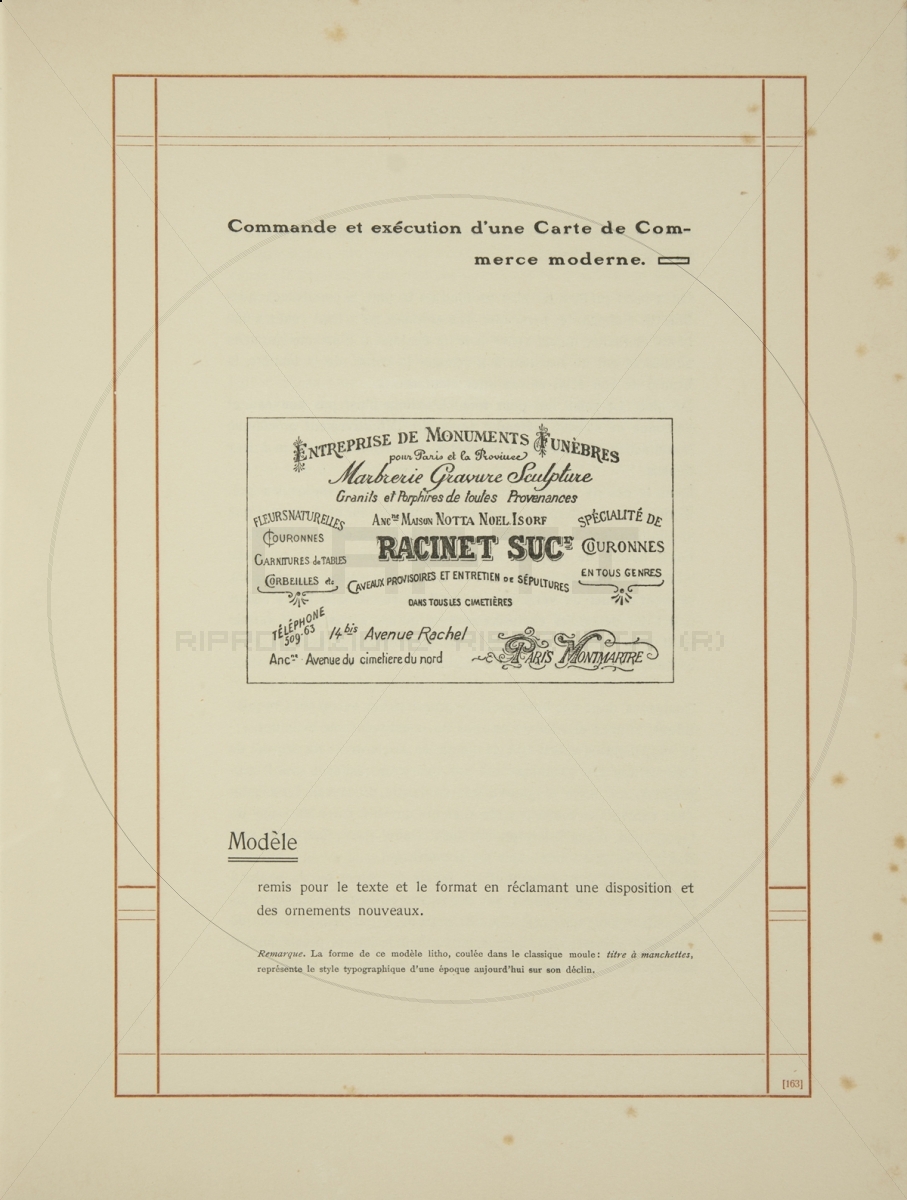 Commande et exécution d'une Carte de Com-
merce moderne.
ENTREPRISE DE MONUMENTS FUNÈBRES
pour Paris et la Province
Marbrerie Gravure Sculpture
Granits et Porphires de toutes Provenances
FLEURS NATURELLES
COURONNES
GARNITURES de TABLES
CORBEILLES etc
ANCne MAISON NOTTA NOEL ISORF
RACINET SUCR
CAVEAUX PROVISOIRES ET ENTRETIEN DE SÉPULTURES
DANS TOUS LES CIMETIÈRES
SPÉCIALITÉ DE
COURONNES
EN TOUS GENRES
TÉLÉPHONE
509-63
14bis Avenue Rachel
Ancne Avenue du cimetiere du nord
PARIS MONTMARTRE
Modèle
remis pour le texte et le format en réclamant une disposition et
des ornements nouveaux.
Remarque. La forme de ce modèle litho, coulée dans le classique moule: titre à manchettes,
représente le style typographique d'une époque aujourd'hui sur son déclin.
[163]